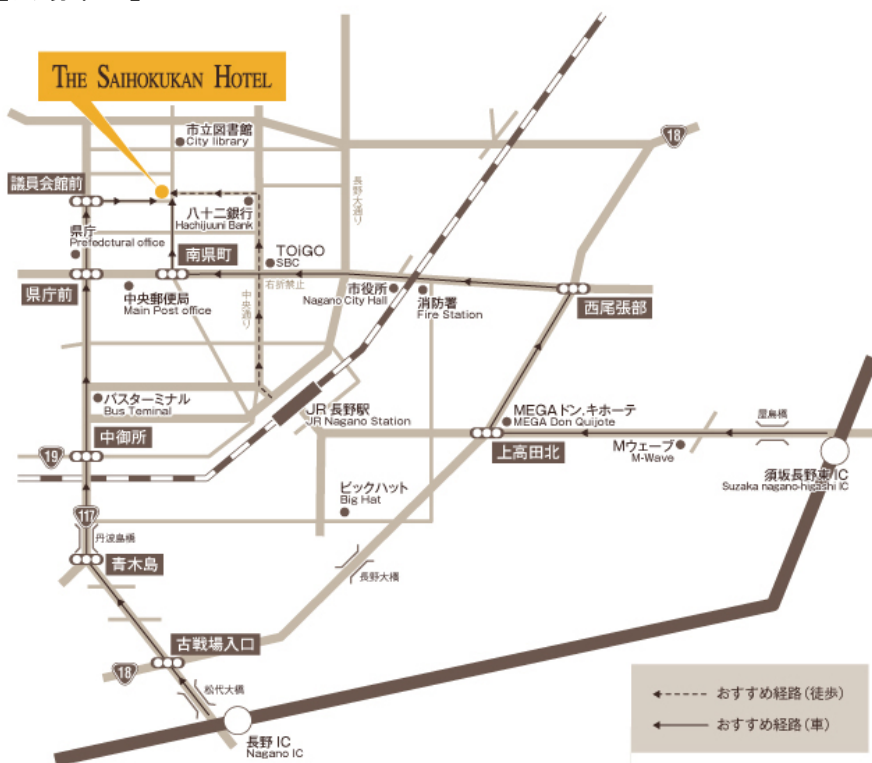 THE SAIHOKUKAN HOTEL
市立図書館
City library
18
議員会館前
八十二銀行
Hachijuuni Bank
長野大通り
県庁
Prefedctural office
南県町
TOiGO
SBC
県庁前
中央郵便局
Main Post office
中央通り
右折禁止
市役所
Nagano City Hall
消防署
Fire Station
西尾張部
バスターミナル
Bus Teminal
JR 長野駅
JR Nagano Station
MEGAドン.キホーテ
MEGA Don Quijote
屋島橋
中御所
19
上高田北
Mウェーブ
M-Wave
須坂長野東IC
Suzaka nagano-higashi IC
ビックハット
Big Hat
117
丹波島橋
青木島
長野大橋
古戦場入口
18
松代大橋
長野 IC
Nagano IC
おすすめ経路(徒歩)
おすすめ経路(車)